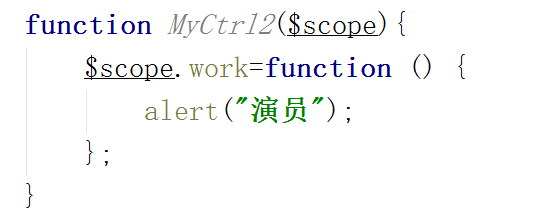 function MyCtrl2($scope){
$scope.work=function () {
alert("演员");
};
}